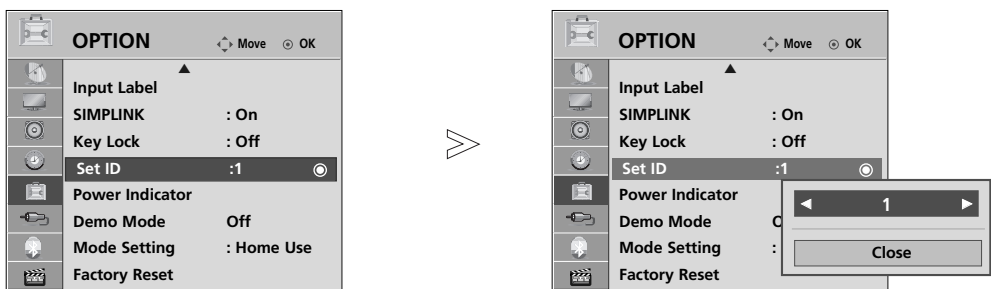 OPTION Move OK
Input Label
SIMPLINK : On
Key Lock : Off
Set ID :1
Power Indicator
Demo Mode Off
Mode Setting : Home Use
Factory Reset
OPTION Move OK
Input Label
SIMPLINK : On
Key Lock : Off
Set ID :1
Power Indicator
Demo Mode
Mode Setting :
Factory Reset
1
Close